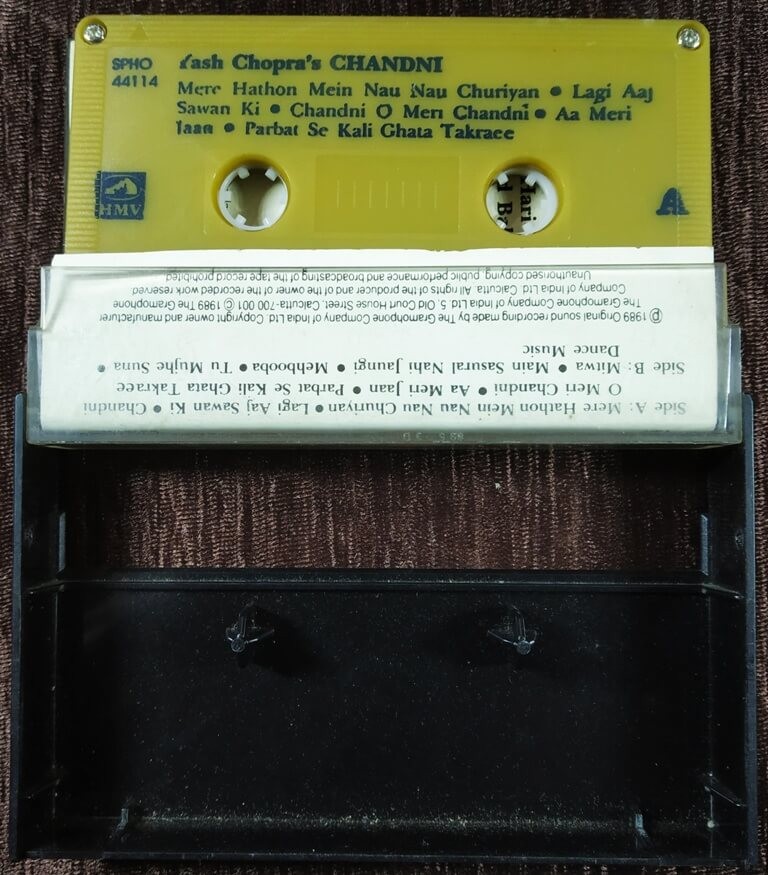 SPHO
44114
Yash Chopra's CHANDNI
Mere Hathon Mein Nau Nau Churiyan • Lagi Aaj
Sawan Ki • Chandni O Meri Chandni • Aa Meri
Jaan • Parbat Se Kali Ghata Takraee
HMV
A
Side: A: Mere Hathon Mein Nau Nau Churiyan • Lagi Aaj Sawan Ki • Chandni
O Meri Chandni • Aa Meri Jaan • Parbat Se Kali Ghata Takraee
Side: B: Mitwa • Main Sasural Nahi Jaungi • Mehbooba • Tu Mujhe Suna •
Dance Music
℗ 1989 Original sound recording made by The Gramophone Company of India Ltd. Copyright owner and manufacturer
The Gramophone Company of India Ltd. 5, Old Court House Street, Calcutta-700 001 © 1989 The Gramophone
Company of India Ltd. Calcutta. All rights of the producer and of the owner of the recorded work reserved
Unauthorised copying, public performance and broadcasting of the tape record prohibited.